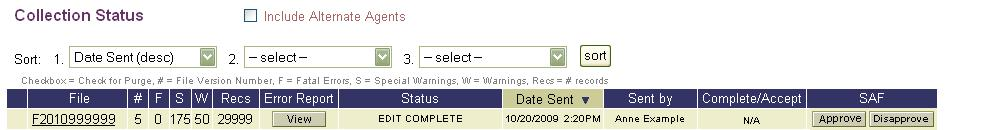 Collection Status Include Alternate Agents
Sort: 1. Date Sent (desc) 2. – select – 3. – select – sort
Checkbox = Check for Purge, # = File Version Number, F = Fatal Errors, S = Special Warnings, W = Warnings, Recs = # records
File # F S W Recs Error Report Status Date Sent ▼ Sent by Complete/Accept SAF
F2010999999 5 0 175 50 29999 View EDIT COMPLETE 10/20/2009 2:20PM Anne Example N/A Approve Disapprove